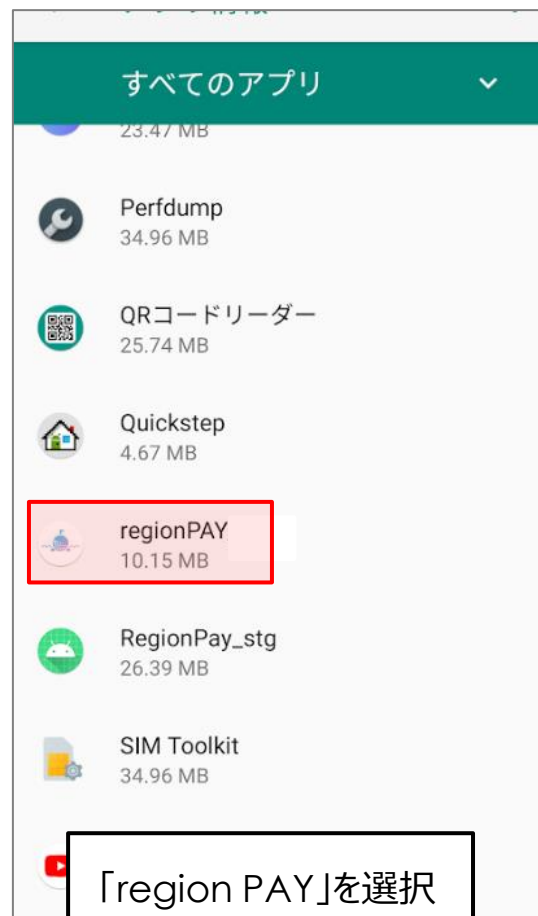 すべてのアプリ
23.47 MB
Perfdump
34.96 MB
QRコードリーダー
25.74 MB
Quickstep
4.67 MB
regionPAY
10.15 MB
RegionPay_stg
26.39 MB
SIM Toolkit
34.96 MB
「region PAY」を選択